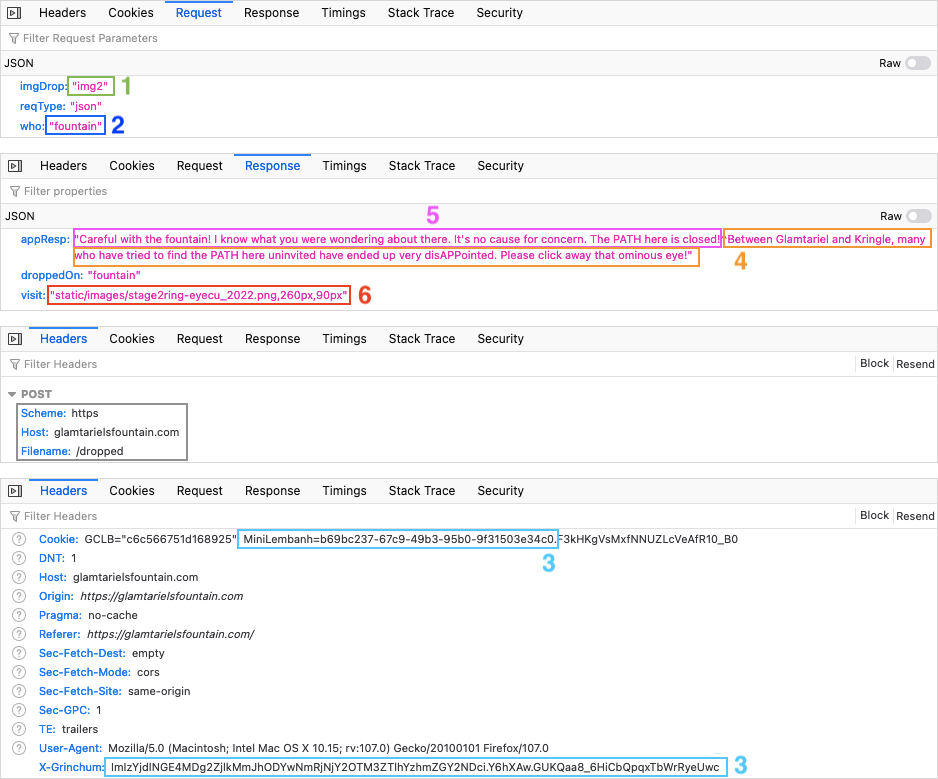 Headers Cookies Request Response Timings Stack Trace Security
Filter Request Parameters
JSON Raw
imgDrop: "img2" 1
reqType: "json"
who: "fountain" 2
Headers Cookies Request Response Timings Stack Trace Security
Filter properties
JSON 5 Raw
appResp: "Careful with the fountain! I know what you were wondering about there. It's no cause for concern. The PATH here is closed!^Between Glamtariel and Kringle, many
who have tried to find the PATH here uninvited have ended up very disAPPointed. Please click away that ominous eye!" 4
droppedOn: "fountain"
visit: "static/images/stage2ring-eyecu_2022.png,260px,90px" 6
Headers Cookies Request Response Timings Stack Trace Security
Filter Headers Block Resend
POST
Scheme: https
Host: glamtarielsfountain.com
Filename: /dropped
Headers Cookies Request Response Timings Stack Trace Security
Filter Headers Block Resend
? Cookie: GCLB="c6c566751d168925"; MiniLembanh=b69bc237-67c9-49b3-95b0-9f31503e34c0.F3kHKgVsMxfNNUZLcVeAfR10_B0
3
? DNT: 1
? Host: glamtarielsfountain.com
? Origin: https://glamtarielsfountain.com
? Pragma: no-cache
? Referer: https://glamtarielsfountain.com/
? Sec-Fetch-Dest: empty
? Sec-Fetch-Mode: cors
? Sec-Fetch-Site: same-origin
? Sec-GPC: 1
? TE: trailers
? User-Agent: Mozilla/5.0 (Macintosh; Intel Mac OS X 10.15; rv:107.0) Gecko/20100101 Firefox/107.0
X-Grinchum: ImIzYjdlNGE4MDg2ZjlkMmJhODYwNmRjNjY2OTM3ZTlhYzhmZGY2NDci.Y6hXAw.GUKQaa8_6HiCbQpqxTbWrRyeUwc 3